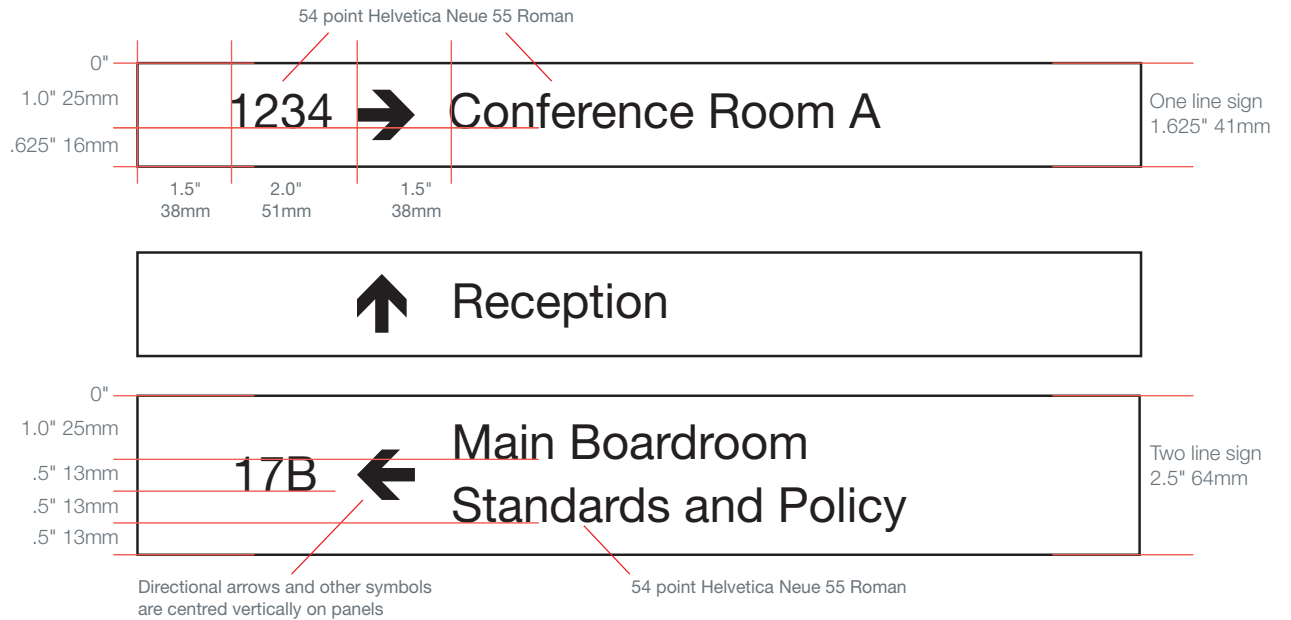 54 point Helvetica Neue 55 Roman
0"
1.0" 25mm
.625" 16mm
1234 Conference Room A
One line sign
1.625" 41mm
1.5" 2.0" 1.5"
38mm 51mm 38mm
Reception
0"
1.0" 25mm
.5" 13mm
.5" 13mm
.5" 13mm
17B
Main Boardroom
Standards and Policy
Two line sign
2.5" 64mm
Directional arrows and other symbols
are centred vertically on panels
54 point Helvetica Neue 55 Roman